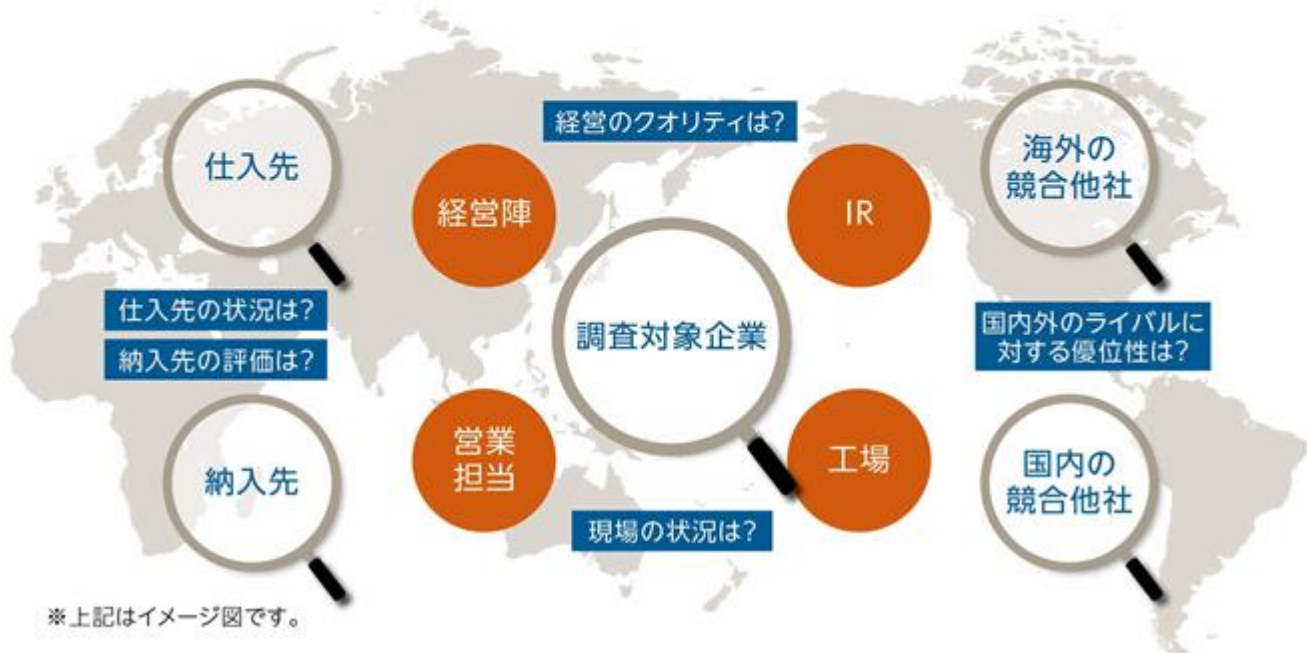 経営のクオリティは?
仕入先
経営陣
IR
海外の
競合他社
仕入先の状況は?
納入先の評価は?
調査対象企業
国内外のライバルに
対する優位性は?
納入先
営業
担当
工場
国内の
競合他社
現場の状況は?
※上記はイメージ図です。